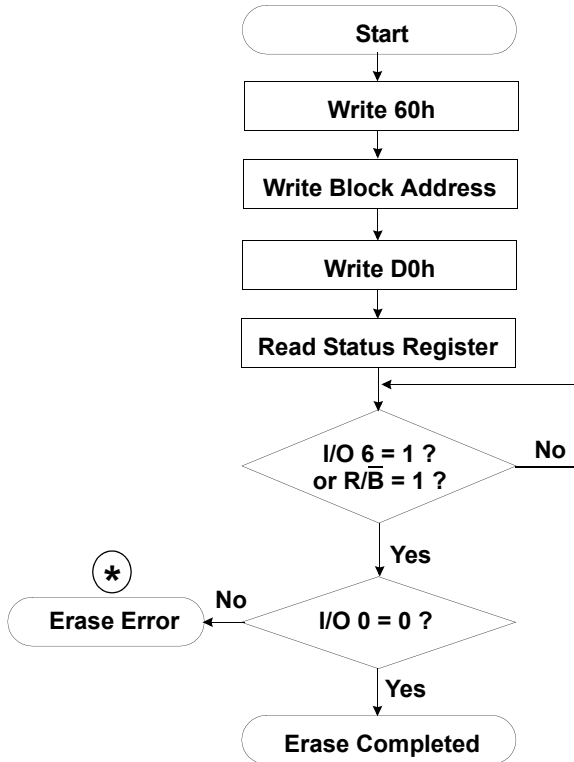 Start
Write 60h
Write Block Address
Write D0h
Read Status Register
I/O 6 = 1 ?
or R/B̅ = 1 ?
No
Yes
*
Erase Error
No
I/O 0 = 0 ?
Yes
Erase Completed